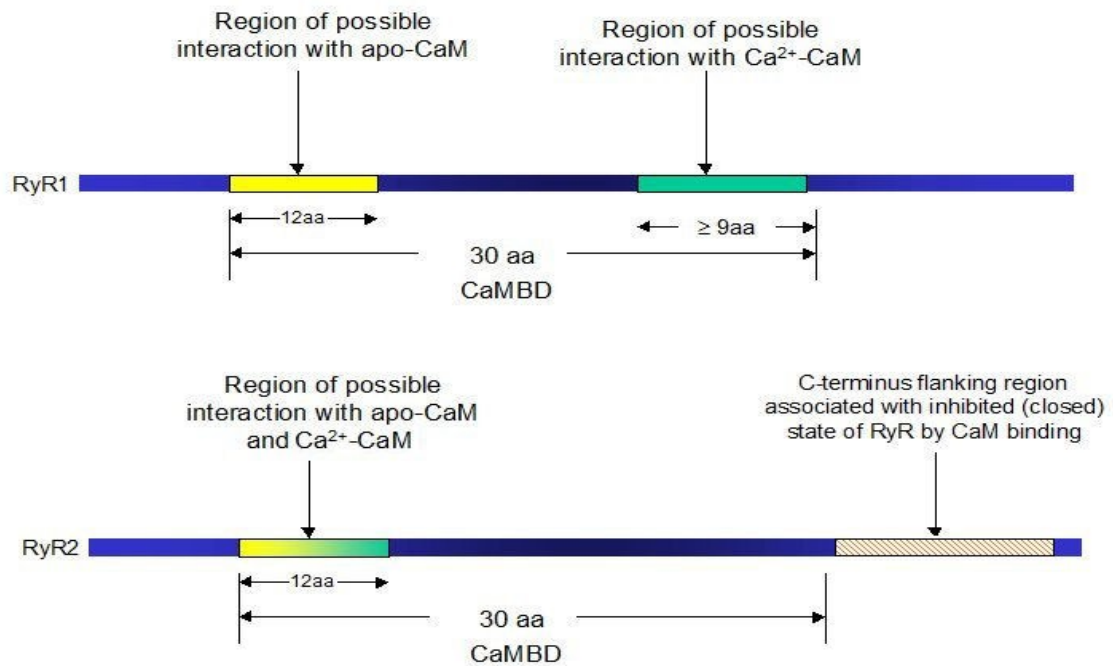 Region of possible
interaction with apo-CaM
Region of possible
interaction with Ca²⁺-CaM
RyR1
12aa
≥ 9aa
30 aa
CaMBD
Region of possible
interaction with apo-CaM
and Ca²⁺-CaM
C-terminus flanking region
associated with inhibited (closed)
state of RyR by CaM binding
RyR2
12aa
30 aa
CaMBD